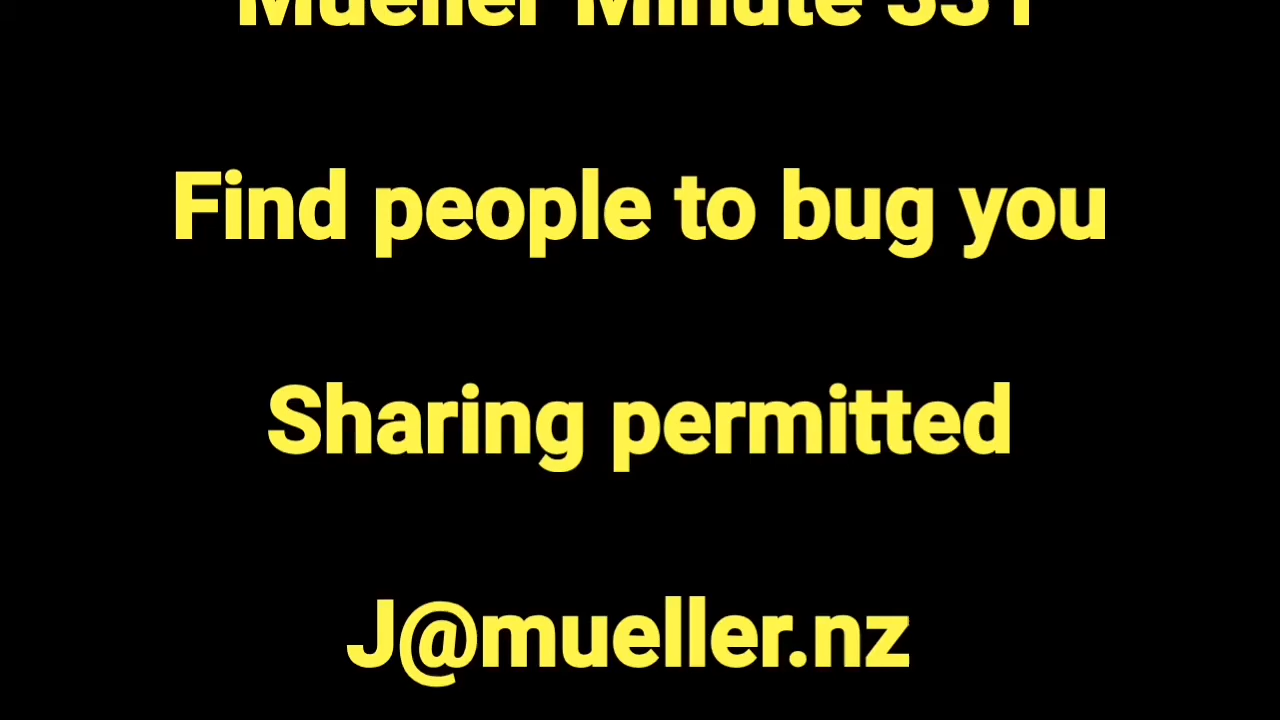 Mueller Minute
Find people to bug you
Sharing permitted
J@mueller.nz